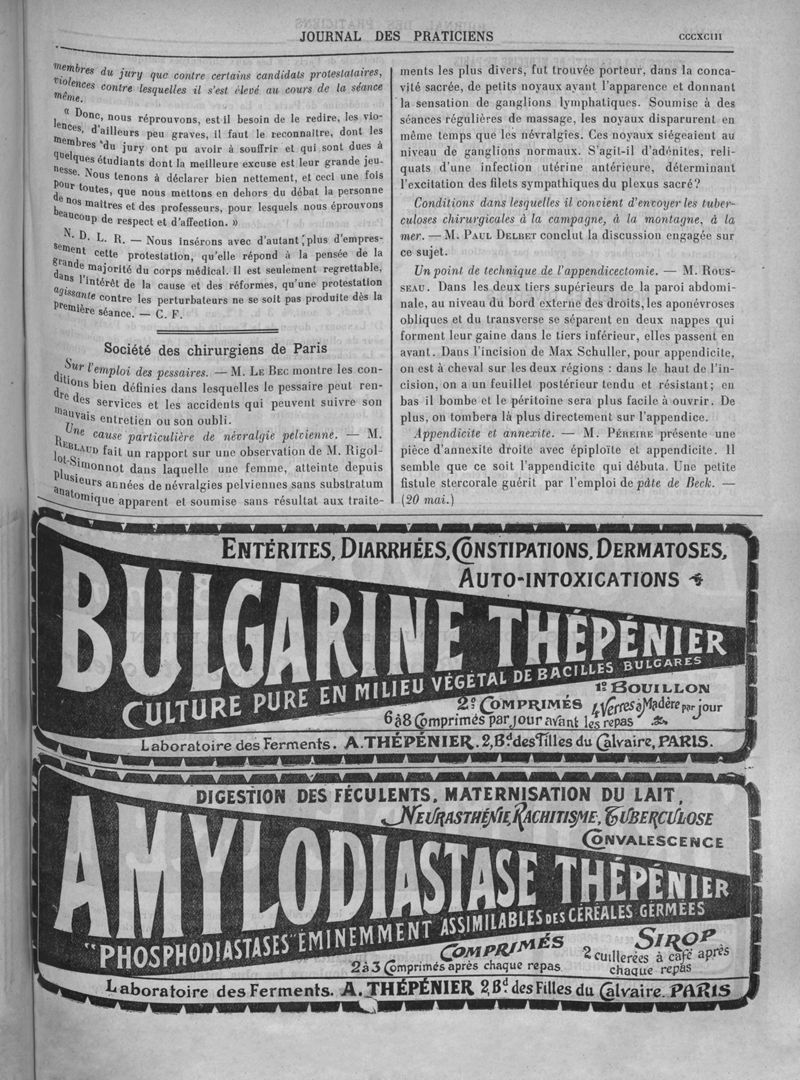 JOURNAL DES PRATICIENS
CCCXCIII
membres du jury que contre certains candidats protestataires,
violences contre lesquelles il s'est élevé au cours de la séance
même.
« Donc, nous réprouvons, est-il besoin de le redire, les vio-
lences, d'ailleurs peu graves, il faut le reconnaître, dont les
membres du jury ont pu avoir à souffrir et qui sont dues à
quelques étudiants dont la meilleure excuse est leur grande jeu-
nesse. Nous tenons à déclarer bien nettement, et ceci une fois
pour toutes, que nous mettons en dehors du débat la personne
de nos maîtres et des professeurs, pour lesquels nous éprouvons
beaucoup de respect et d'affection. »
N. D. L. R. — Nous insérons avec d'autant plus d'empres-
sement cette protestation, qu'elle répond à la pensée de la
grande majorité du corps médical. Il est seulement regrettable,
dans l'intérêt de la cause et des réformes, qu'une protestation
agissante contre les perturbateurs ne se soit pas produite dès la
première séance. — C. F.
Société des chirurgiens de Paris
Sur l'emploi des pessaires. — M. LE BEC montre les con-
ditions bien définies dans lesquelles le pessaire peut ren-
dre des services et les accidents qui peuvent suivre son
mauvais entretien ou son oubli.
Une cause particulière de névralgie pelvienne. — M.
REBLAUD fait un rapport sur une observation de M. Rigol-
lot-Simonnot dans laquelle une femme, atteinte depuis
plusieurs années de névralgies pelviennes sans substratum
anatomique apparent et soumise sans résultat aux traite-
ments les plus divers, fut trouvée porteur, dans la conca-
vité sacrée, de petits noyaux ayant l'apparence et donnant
la sensation de ganglions lymphatiques. Soumise à des
séances régulières de massage, les noyaux disparurent en
même temps que les névralgies. Ces noyaux siégeaient au
niveau de ganglions normaux. S'agit-il d'adénites, reli-
quats d'une infection utérine antérieure, déterminant
l'excitation des filets sympathiques du plexus sacré?
Conditions dans lesquelles il convient d'envoyer les tuber-
culoses chirurgicales à la campagne, à la montagne, à la
mer. — M. PAUL DELBET conclut la discussion engagée sur
ce sujet.
Un point de technique de l'appendicectomie. — M. ROUS-
SEAU. Dans les deux tiers supérieurs de la paroi abdomi-
nale, au niveau du bord externe des droits, les aponévroses
obliques et du transverse se séparent en deux nappes qui
forment leur gaine dans le tiers inférieur, elles passent en
avant. Dans l'incision de Max Schuller, pour appendicite,
on est à cheval sur les deux régions : dans le haut de l'in-
cision, on a un feuillet postérieur tendu et résistant; en
bas il bombe et le péritoine sera plus facile à ouvrir. De
plus, on tombera là plus directement sur l'appendice.
Appendicite et annexite. — M. PÉREIRE présente une
pièce d'annexite droite avec épiploïte et appendicite. Il
semble que ce soit l'appendicite qui débuta. Une petite
fistule stercorale guérit par l'emploi de pâte de Beck. —
(20 mai.)
ENTÉRITES, DIARRHÉES, CONSTIPATIONS, DERMATOSES,
AUTO-INTOXICATIONS
BULGARINE THÉPÉNIER
CULTURE PURE EN MILIEU VÉGÉTAL DE BACILLES BULGARES
1º BOUILLON
2º COMPRIMÉS 4 Verres à Madère par jour
6 à 8 Comprimés par jour avant les repas
Laboratoire des Ferments. A. THÉPÉNIER. 2, Bd. des Filles du Calvaire, PARIS.
DIGESTION DES FÉCULENTS, MATERNISATION DU LAIT,
NEURASTHÉNIE, RACHITISME, TUBERCULOSE
CONVALESCENCE
AMYLODIASTASE THÉPÉNIER
"PHOSPHODIASTASES" ÉMINEMMENT ASSIMILABLES DES CÉRÉALES GERMÉES
COMPRIMÉS
2 à 3 Comprimés après chaque repas
SIROP
2 cuillerées à café après
chaque repas
Laboratoire des Ferments. A. THÉPÉNIER 2, Bd. des Filles du Calvaire. PARIS